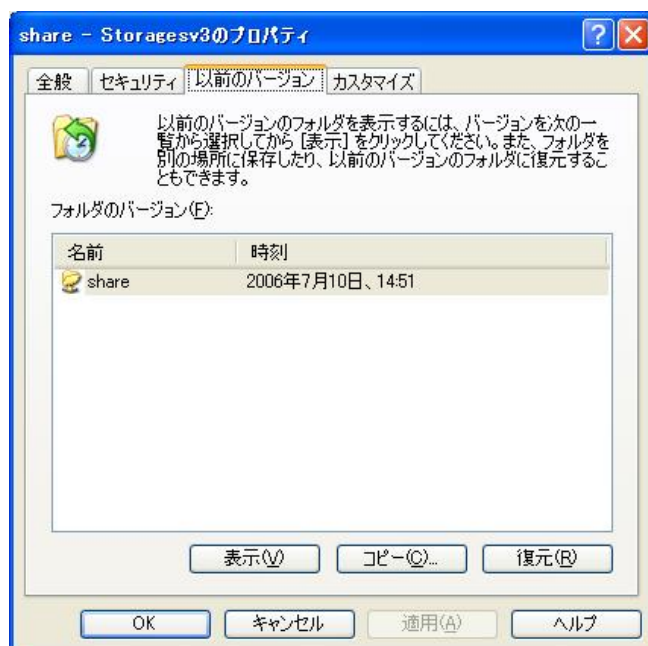 share - Storagesv3のプロパティ
全般 セキュリティ 以前のバージョン カスタマイズ
以前のバージョンのフォルダを表示するには、バージョンを次の一
覧から選択してから [表示] をクリックしてください。また、フォルダを
別の場所に保存したり、以前のバージョンのフォルダに復元するこ
ともできます。
フォルダのバージョン(F):
名前 時刻
share 2006年7月10日、14:51
表示(V) コピー(C)... 復元(R)
OK キャンセル 適用(A) ヘルプ